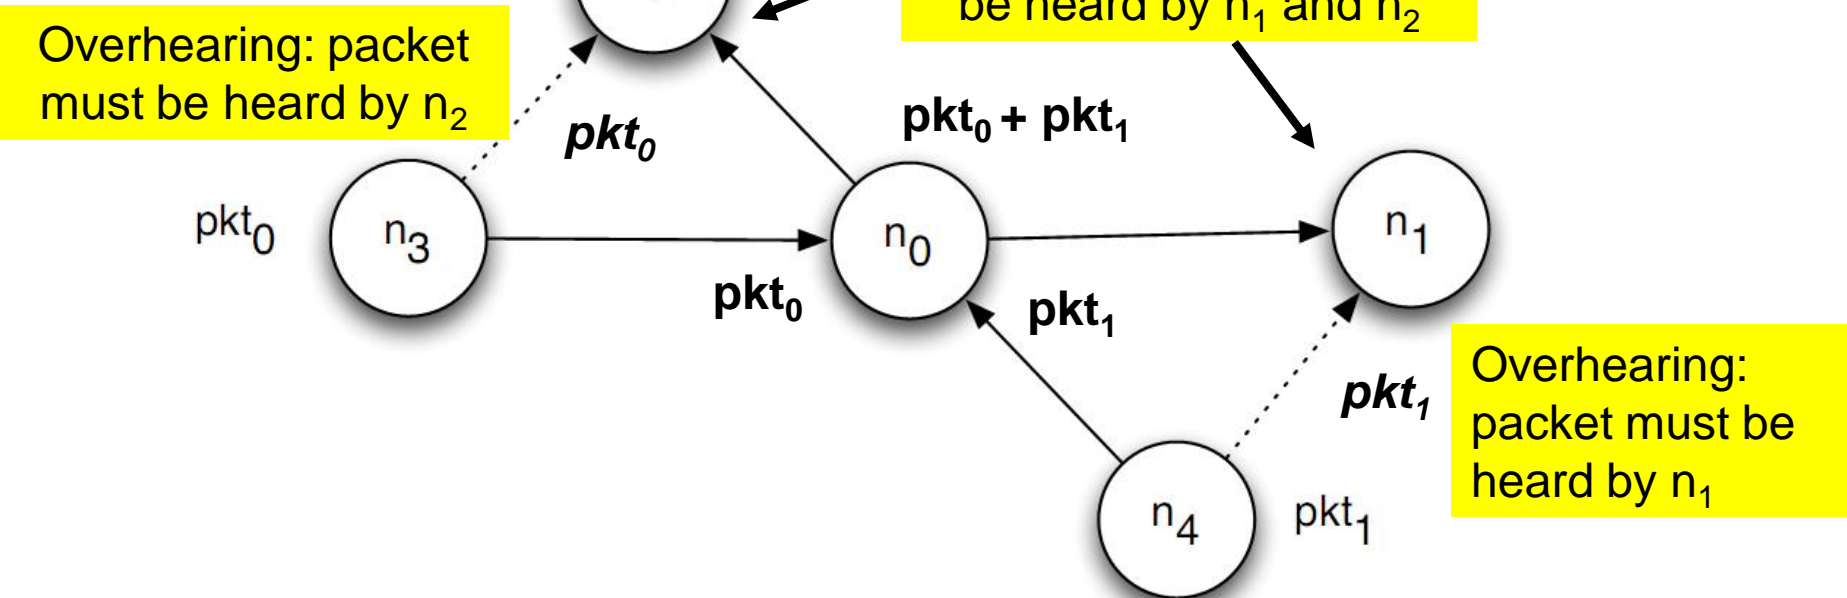 be heard by n₁ and n₂
Overhearing: packet
must be heard by n₂
pkt₀ + pkt₁
pkt₀
pkt₀
n₃
n₀
n₁
pkt₀
pkt₁
Overhearing:
packet must be
heard by n₁
pkt₁
n₄
pkt₁